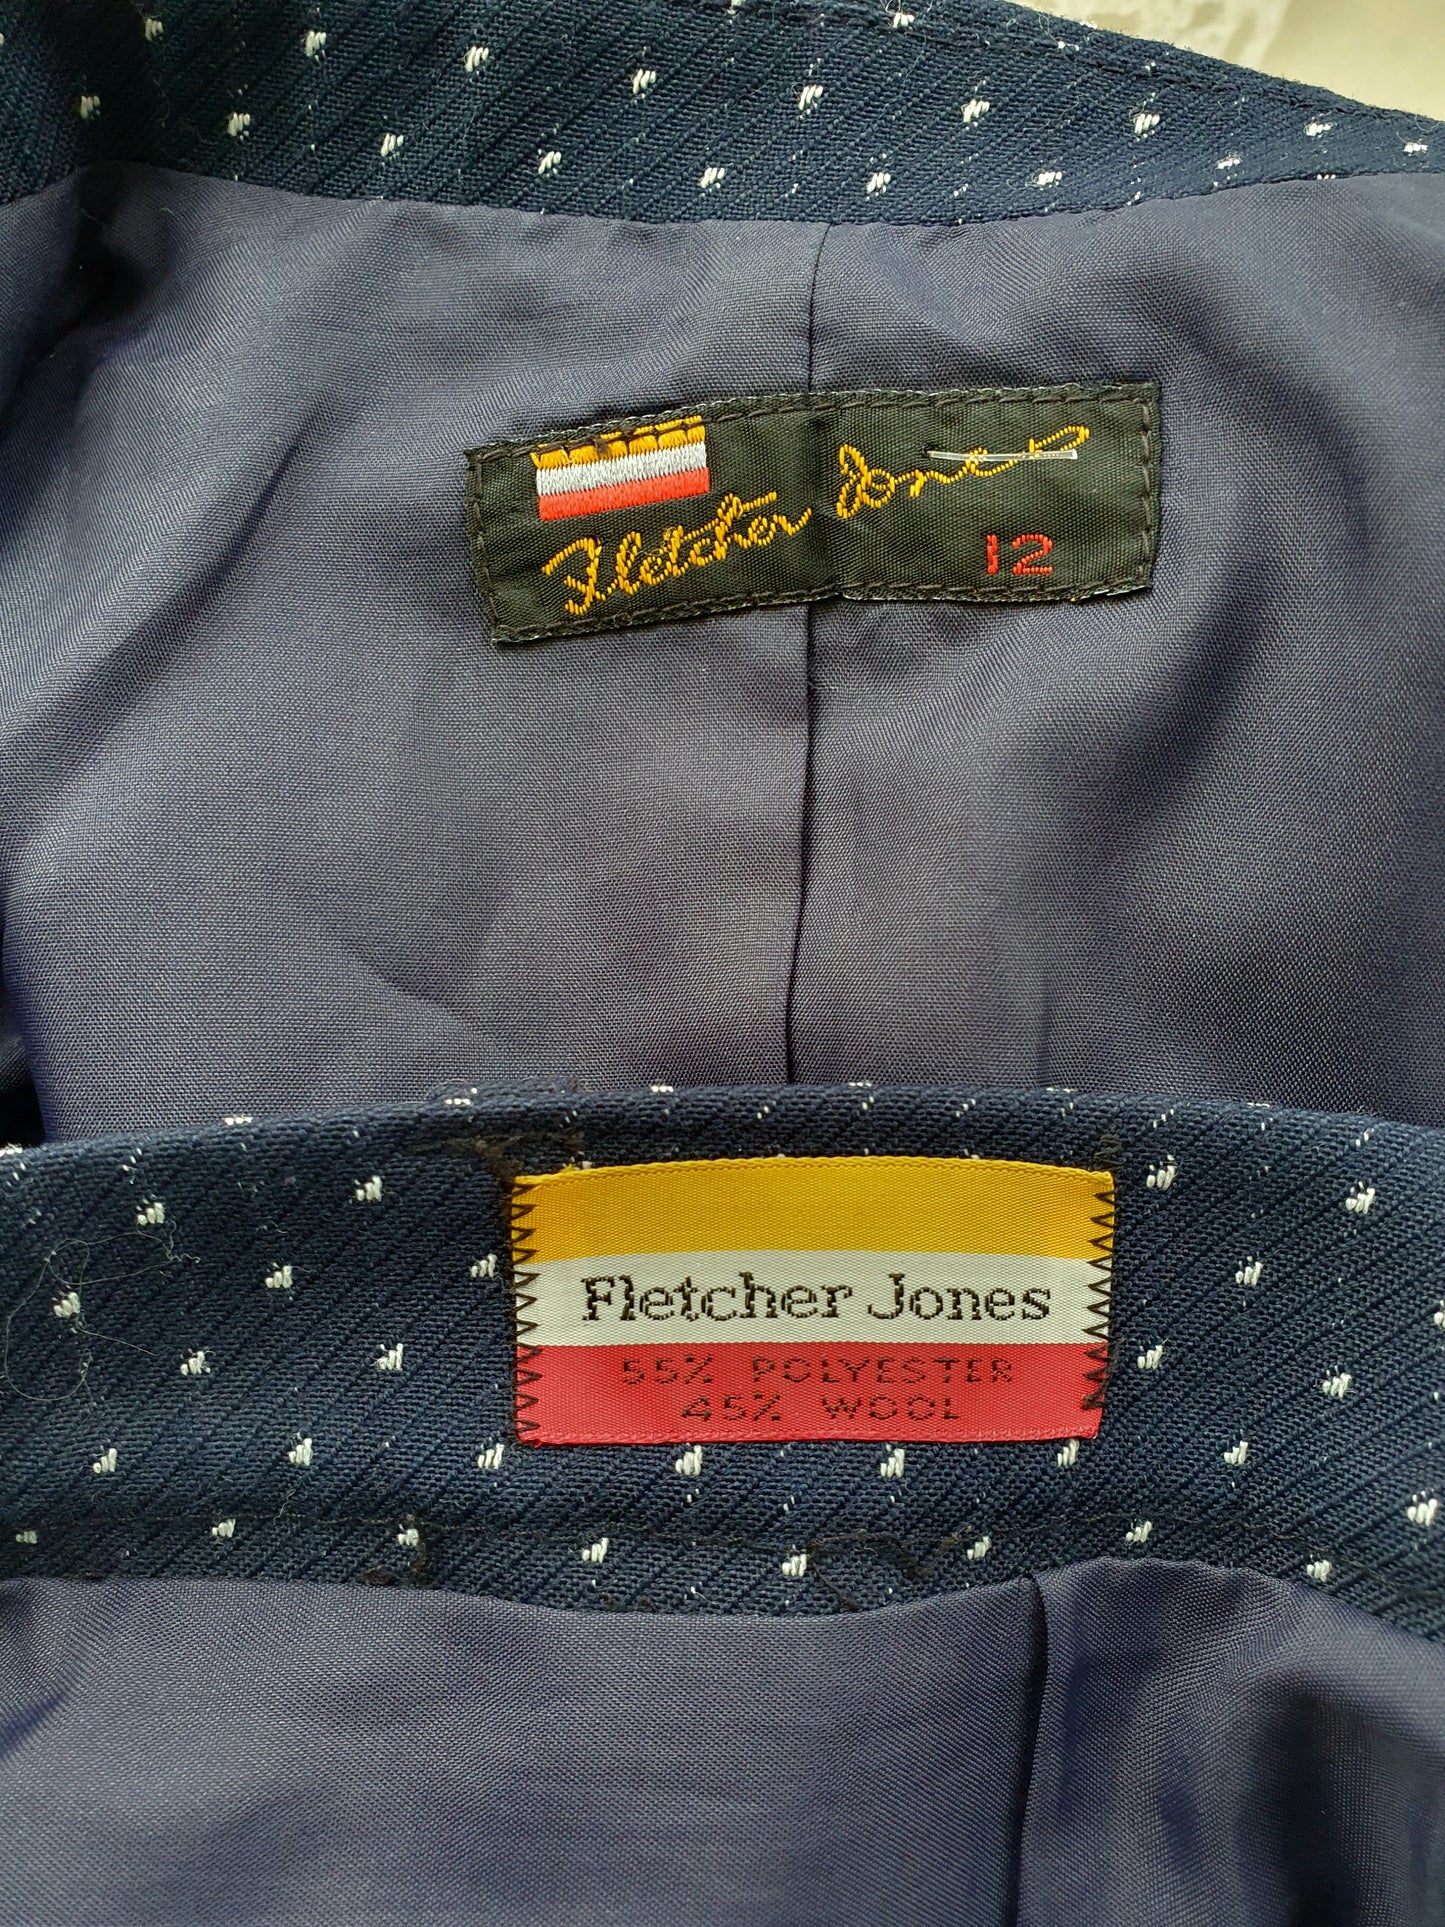 Fletcher Jones
12
Fletcher Jones
55% POLYESTER
45% WOOL